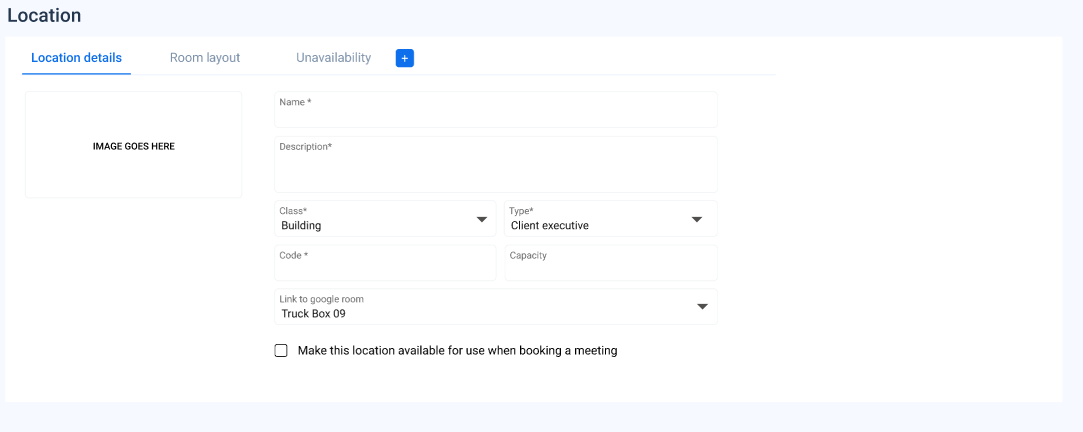 Location
Location details
Room layout
Unavailability
+
IMAGE GOES HERE
Name *
Description*
Class*
Building
Type*
Client executive
Code *
Capacity
Link to google room
Truck Box 09
Make this location available for use when booking a meeting